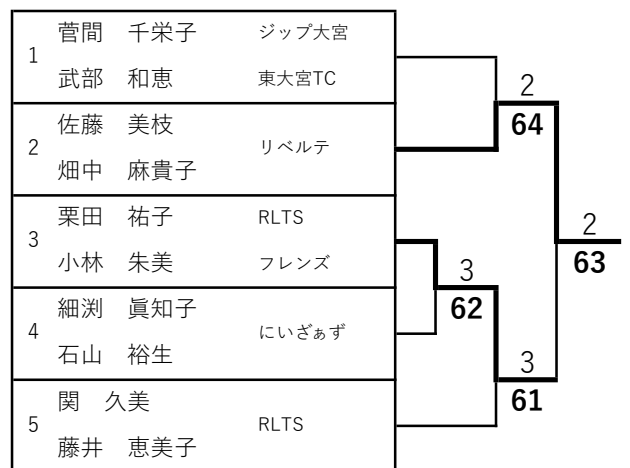 1
菅間　千栄子　ジップ大宮
武部　和恵　東大宮TC
2
佐藤　美枝
リベルテ
畑中　麻貴子
3
栗田　祐子　RLTS
小林　朱美　フレンズ
4
細渕　眞知子
にいざぁず
石山　裕生
5
関　久美
RLTS
藤井　恵美子
2
64
3
62
3
61
2
63